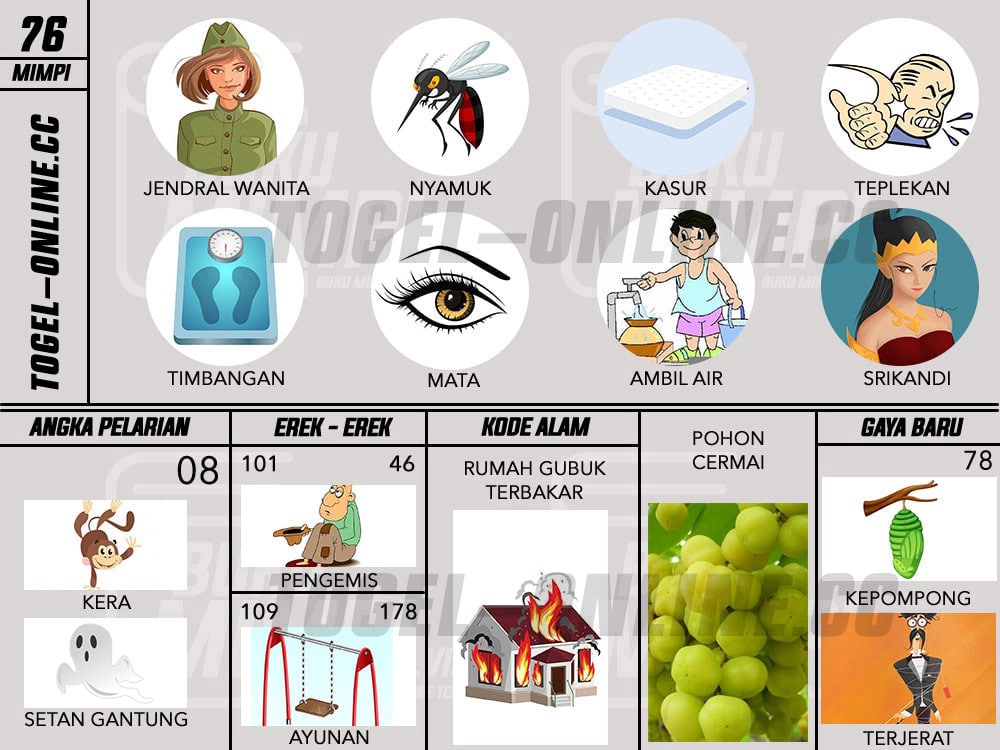 76
MIMPI
TOGEL-ONLINE.CC
JENDRAL WANITA
NYAMUK
KASUR
TEPLEKAN
TOGEL-ONLINE.CC
TIMBANGAN
MATA
AMBIL AIR
SRIKANDI
ANGKA PELARIAN
EREK - EREK
KODE ALAM
GAYA BARU
08
KERA
SETAN GANTUNG
101
46
PENGEMIS
109
178
AYUNAN
RUMAH GUBUK
TERBAKAR
POHON
CERMAI
78
KEPOMPONG
TERJERAT
TOGEL-ONLINE.CC